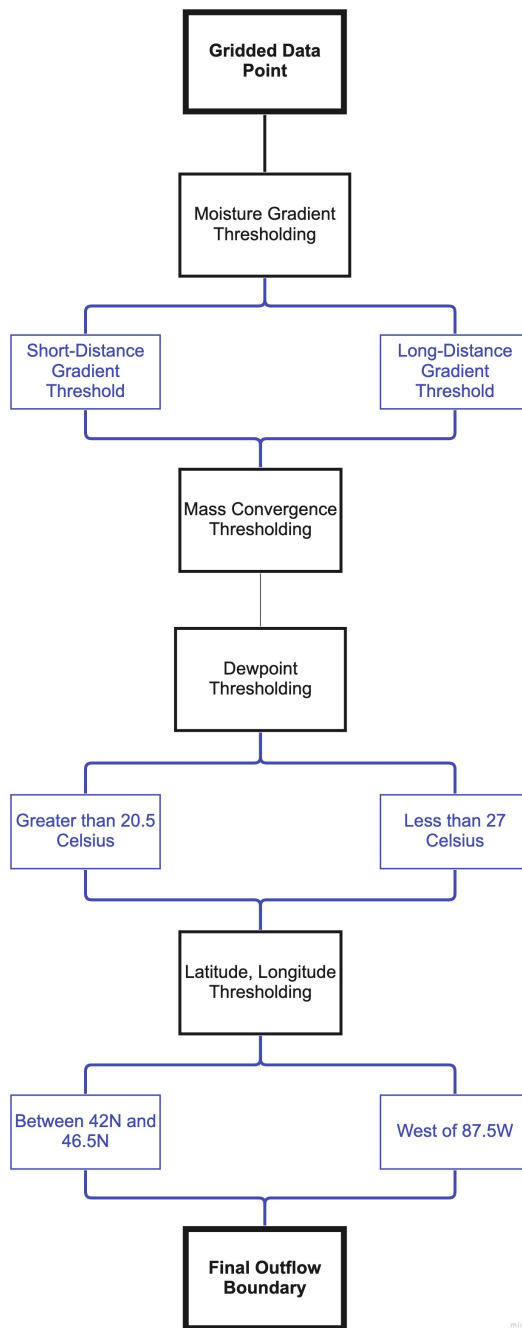 Gridded Data
Point
Moisture Gradient
Thresholding
Short-Distance
Gradient
Threshold
Long-Distance
Gradient
Threshold
Mass Convergence
Thresholding
Dewpoint
Thresholding
Greater than 20.5
Celsius
Less than 27
Celsius
Latitude, Longitude
Thresholding
Between 42N and
46.5N
West of 87.5W
Final Outflow
Boundary